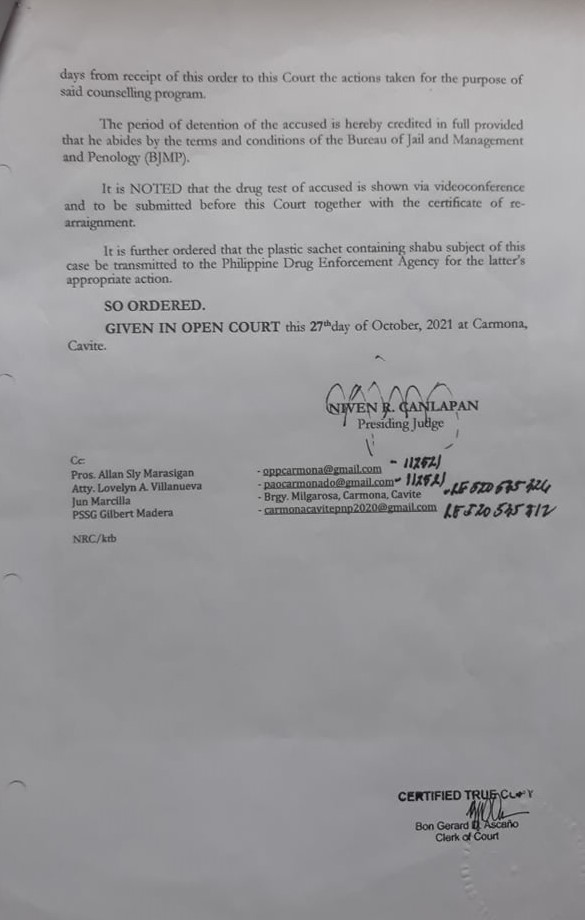 days from receipt of this order to this Court the actions taken for the purpose of
said counselling program.
The period of detention of the accused is hereby credited in full provided
that he abides by the terms and conditions of the Bureau of Jail and Management
and Penology (BJMP).
It is NOTED that the drug test of accused is shown via videoconference
and to be submitted before this Court together with the certificate of re-
arraignment.
It is further ordered that the plastic sachet containing shabu subject of this
case be transmitted to the Philippine Drug Enforcement Agency for the latter's
appropriate action.
SO ORDERED.
GIVEN IN OPEN COURT this 27thday of October, 2021 at Carmona,
Cavite.
NIVEN R. CANLAPAN
Presiding Judge
Cc:
Pros. Allan Sly Marasigan - oppcarmona@gmail.com - 112521
Atty. Lovelyn A. Villanueva - paocarmonado@gmail.com - 112521
Jun Marcilla - Brgy. Milgarosa, Carmona, Cavite
PSSG Gilbert Madera - carmonacavitepnp2020@gmail.com
NRC/krb
CERTIFIED TRUE COPY
Bon Gerard Ascaño
Clerk of Court